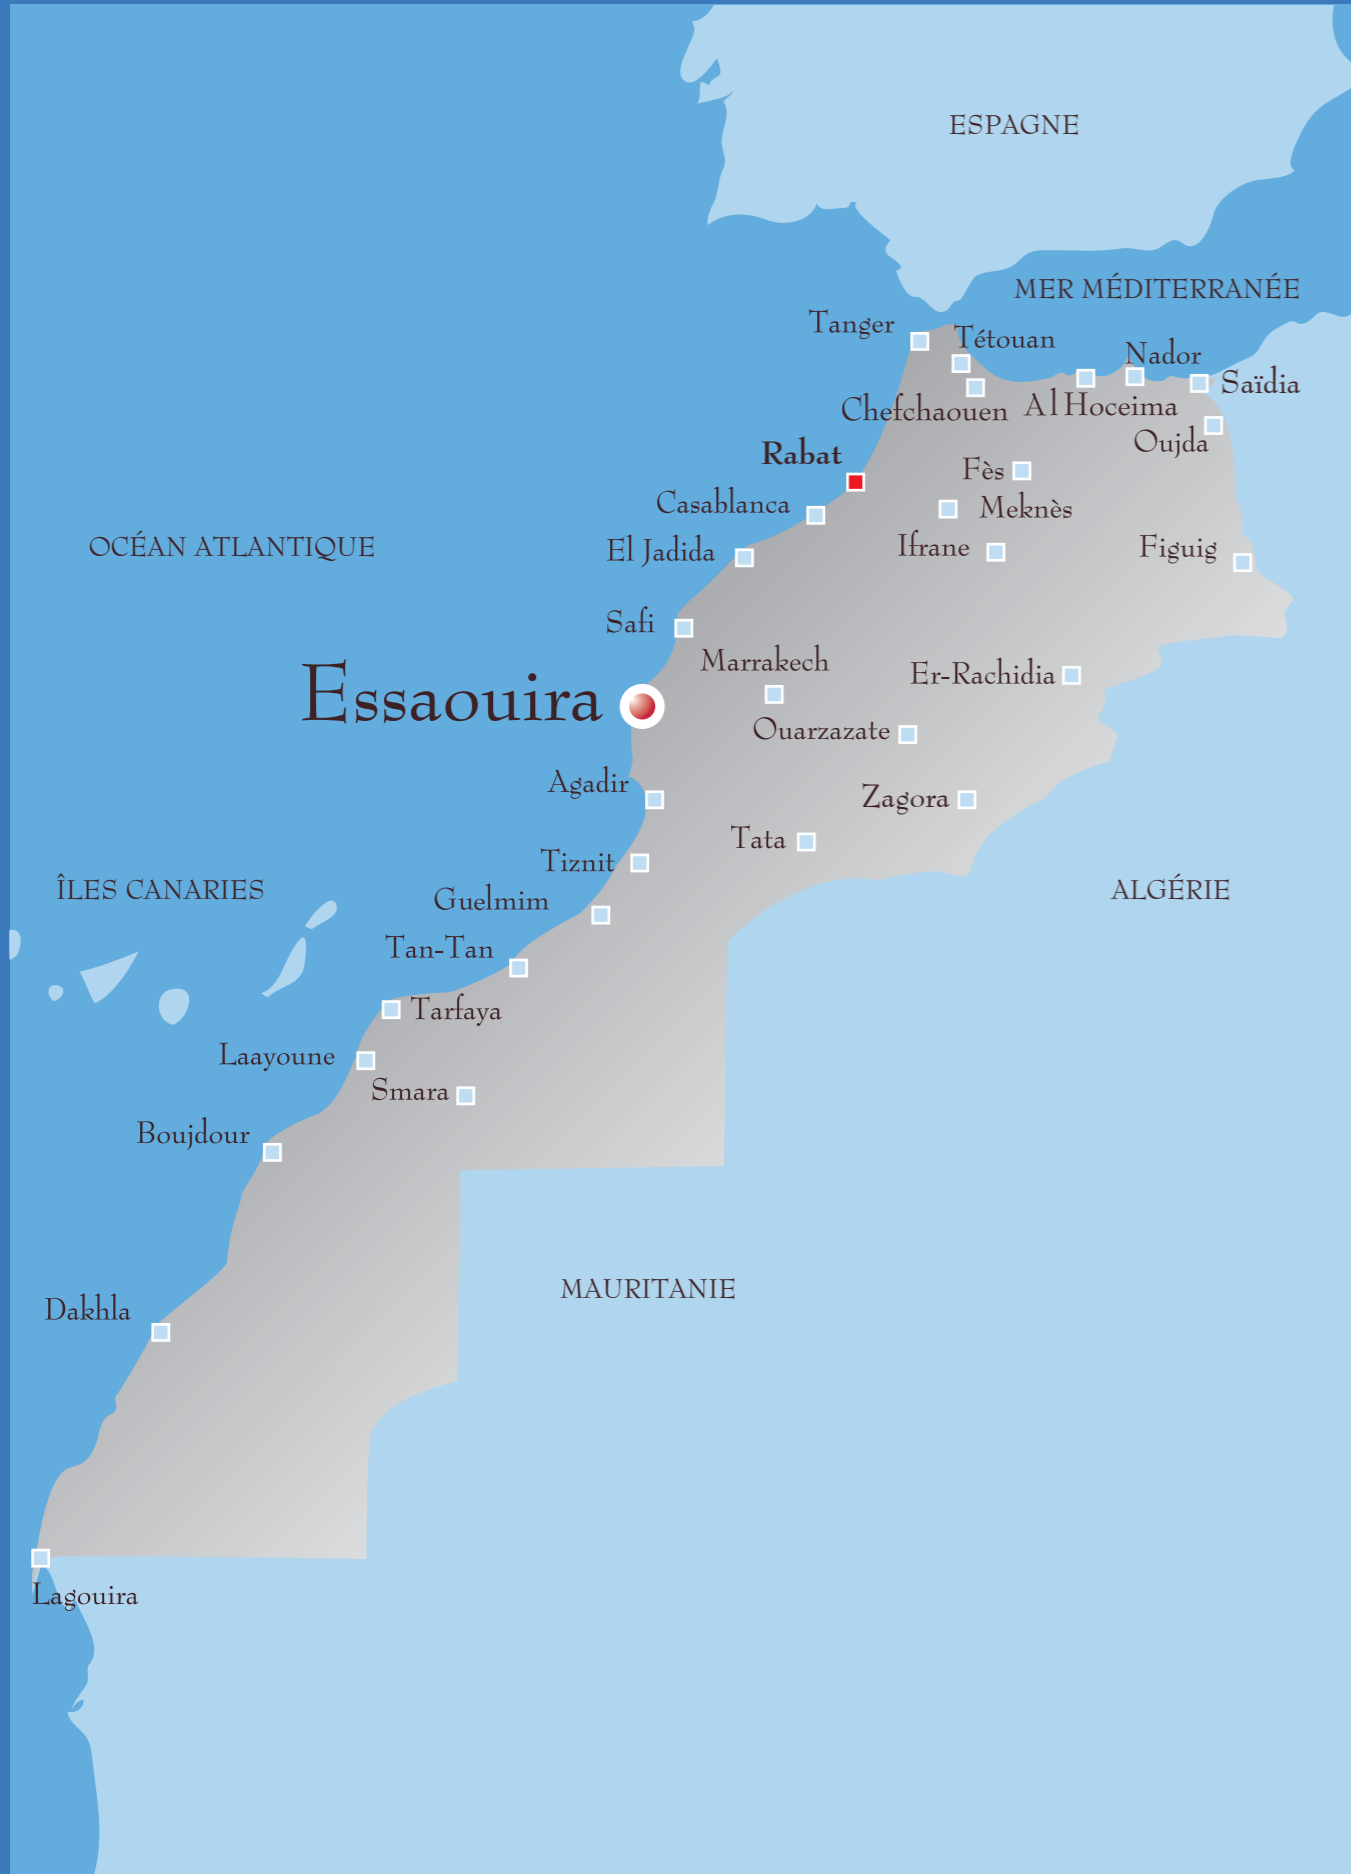 ESPAGNE
MER MÉDITERRANÉE
Tanger
Tétouan
Nador
Saïdia
Chefchaouen
Al Hoceima
Oujda
Rabat
Fès
Casablanca
Meknès
OCÉAN ATLANTIQUE
El Jadida
Ifrane
Figuig
Safi
Marrakech
Er-Rachidia
Essaouira
Ouarzazate
Agadir
Zagora
Tata
Tiznit
ÎLES CANARIES
Guelmim
ALGÉRIE
Tan-Tan
Tarfaya
Laayoune
Smara
Boujdour
MAURITANIE
Dakhla
Lagouira